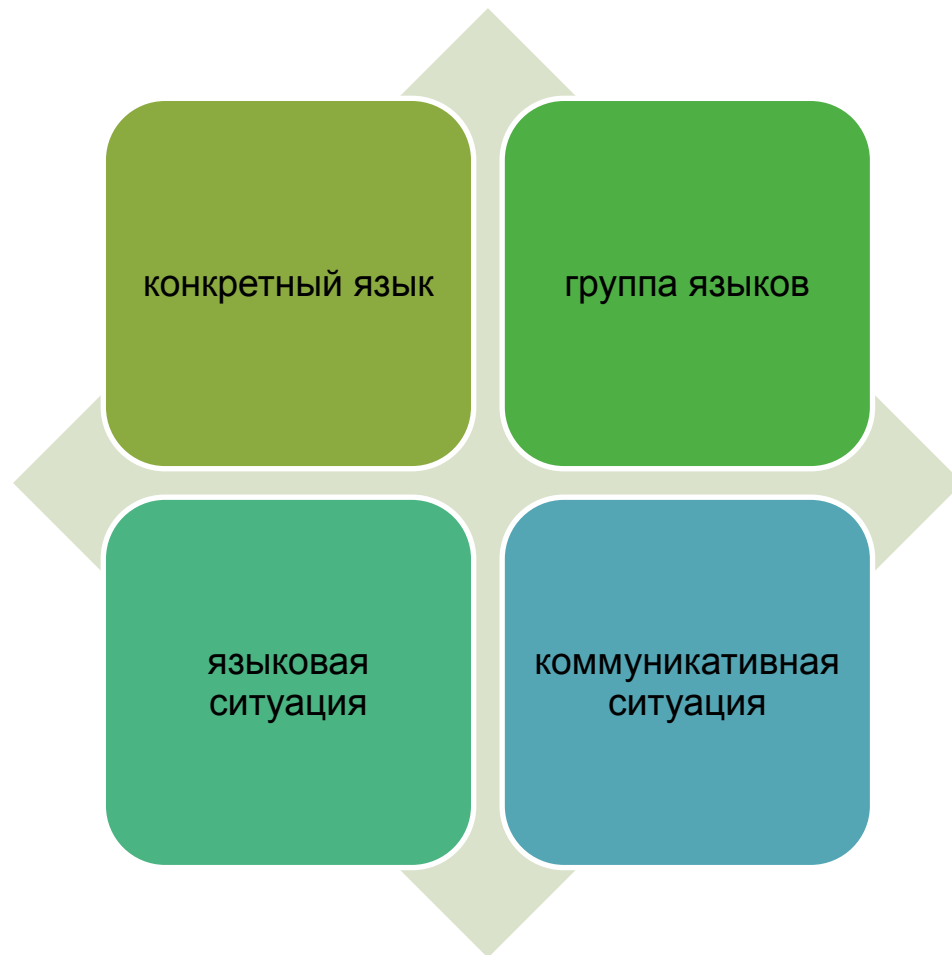 конкретный язык
группа языков
языковая
ситуация
коммуникативная
ситуация